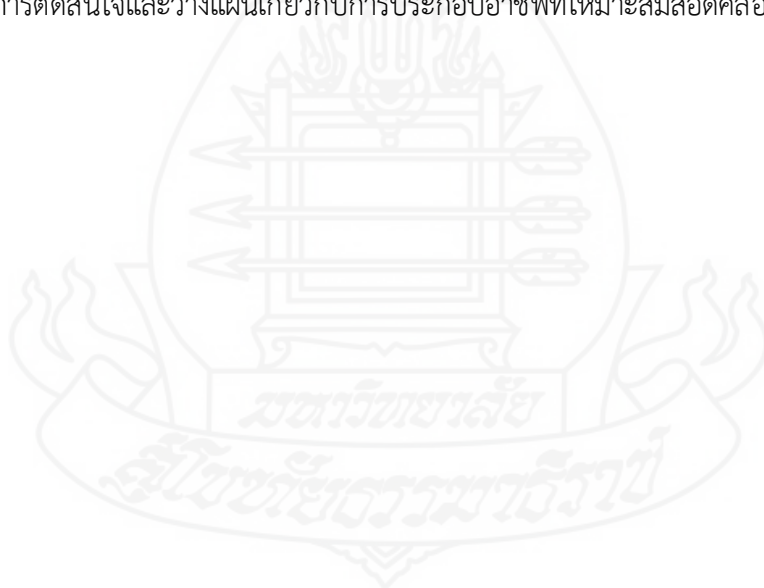 การตัดสินใจและวางแผนเกี่ยวกับการประกอบอาชีพที่เหมาะสมสอดคล้อ
มหาวิทยาลัย
สุโขทัยธรรมาธิราช